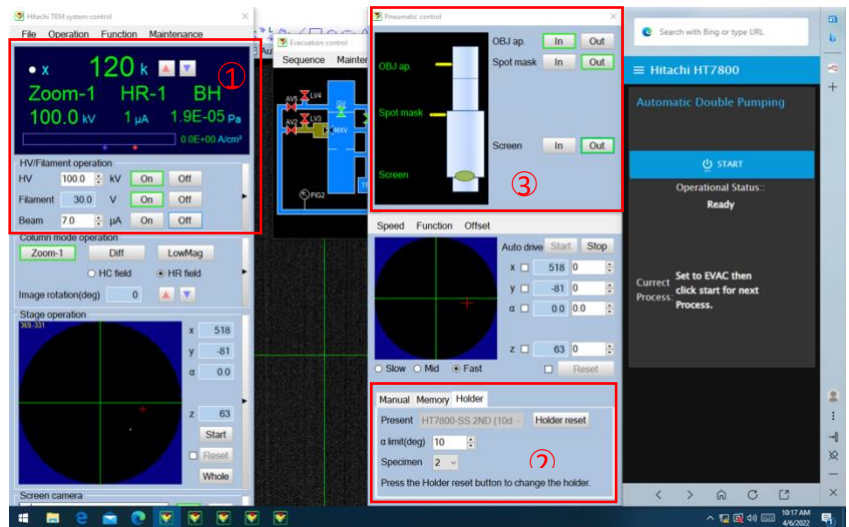 Hitachi TEM system control
File Operation Function Maintenance
x 120 k
①
Zoom-1 HR-1 BH
100.0 kV 1 µA 1.9E-05 Pa
0.0E+00 A/cm²
HV/Filament operation
HV 100.0 kV On Off
Filament 30.0 V On Off
Beam 7.0 µA On Off
Column mode operation
Zoom-1 Diff LowMag
HC field HR field
Image rotation(deg) 0
Stage operation
369,-331
x 518
y -81
α 0.0
z 63
Start
Reset
Whole
Screen camera
Evacuation control
Sequence Mainten
AV5 LV4
GV
AV2 LV3
MXV
PIG2
Pneumatic control
OBJ ap.
Spot mask
Screen
OBJ ap. In Out
Spot mask In Out
Screen In Out
③
Speed Function Offset
Auto drive Start Stop
x 518 0
y -81 0
α 0.0 0.0
z 63 0
Slow Mid Fast Reset
Manual Memory Holder
Present HT7800-SS 2ND (10d Holder reset
α limit(deg) 10
Specimen 2
②
Press the Holder reset button to change the holder.
Search with Bing or type URL
Hitachi HT7800
Automatic Double Pumping
START
Operational Status::
Ready
Currect Process:
Set to EVAC then
click start for next
Process.
10:17 AM
4/6/2022